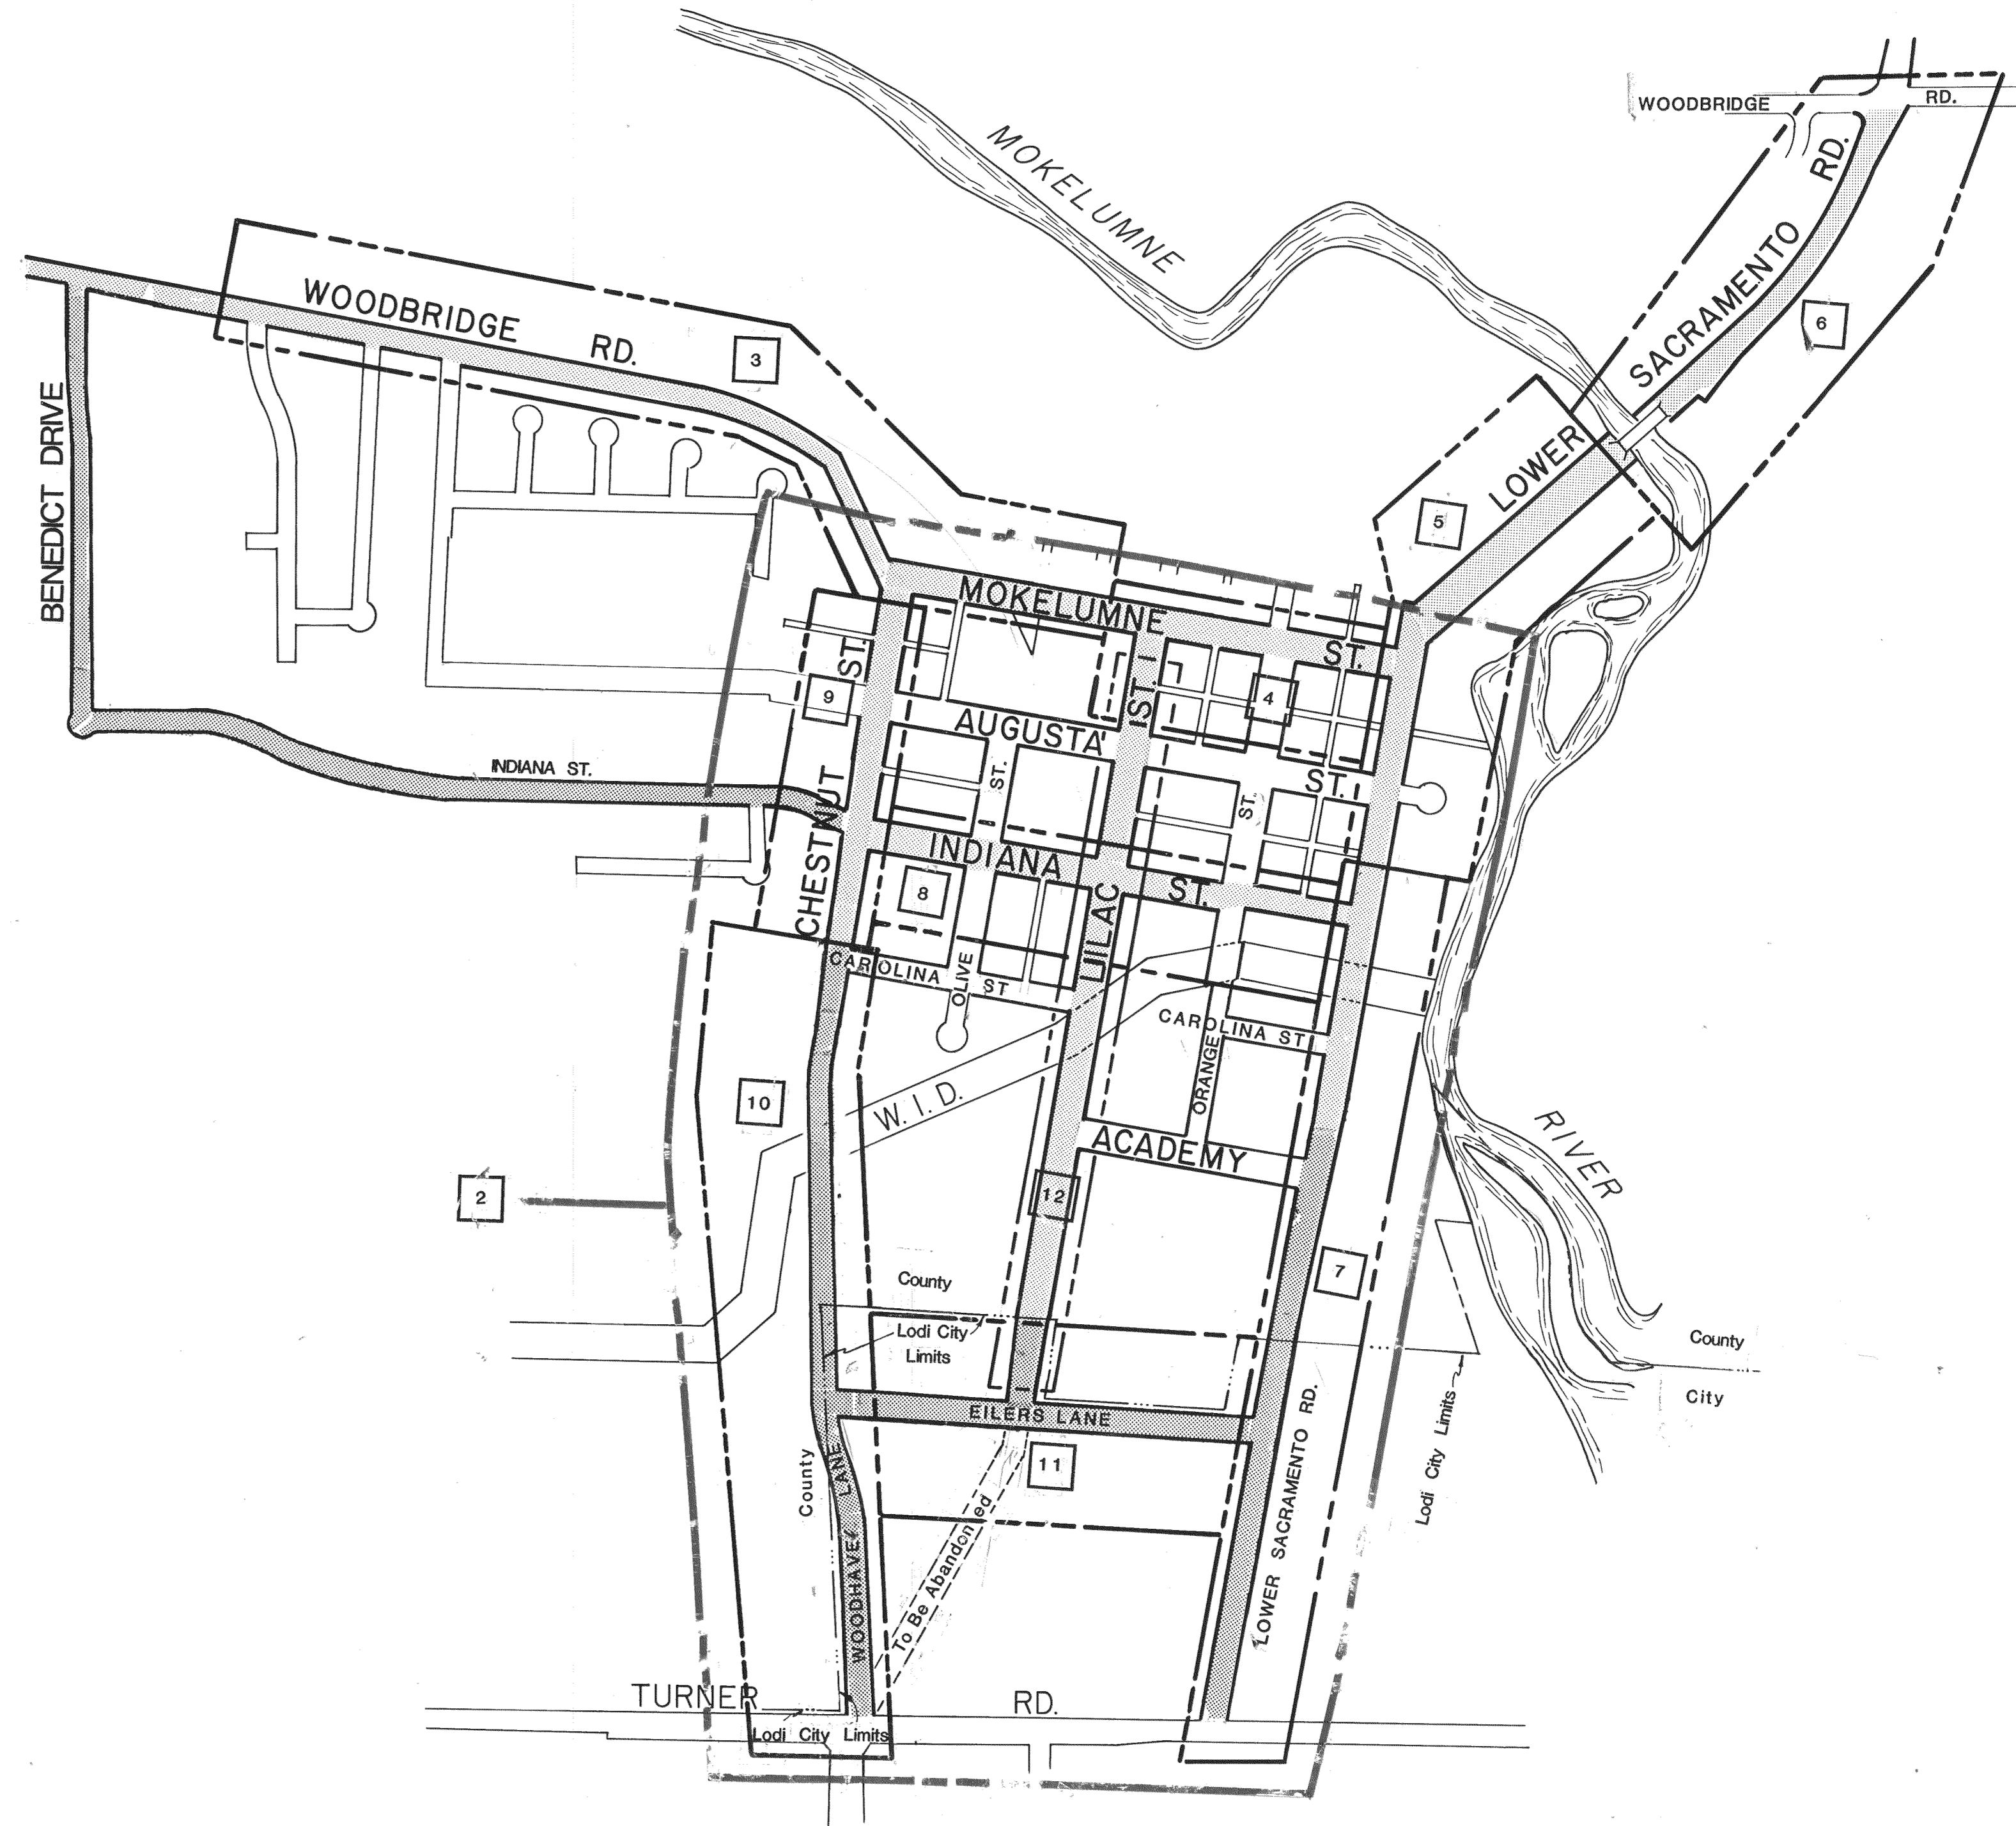 WOODBRIDGE RD.
MOKELUMNE
SACRAMENTO RD.
6
WOODBRIDGE RD.
3
BENEDICT DRIVE
LOWER
5
MOKELUMNE ST.
ST.
9
4
AUGUSTA ST.
ST.
INDIANA ST.
ST.
ST.
CHESTNUT
INDIANA ST.
8
LILAC
CAROLINA ST
OLIVE
CAROLINA ST
ORANGE
10
W. I. D.
ACADEMY
RIVER
2
12
7
County
Lodi City
Limits
County
City
Lodi City Limits
EILERS LANE
11
County
LANE
WOODHAVEN
To Be Abandoned
LOWER SACRAMENTO RD.
TURNER RD.
Lodi City Limits